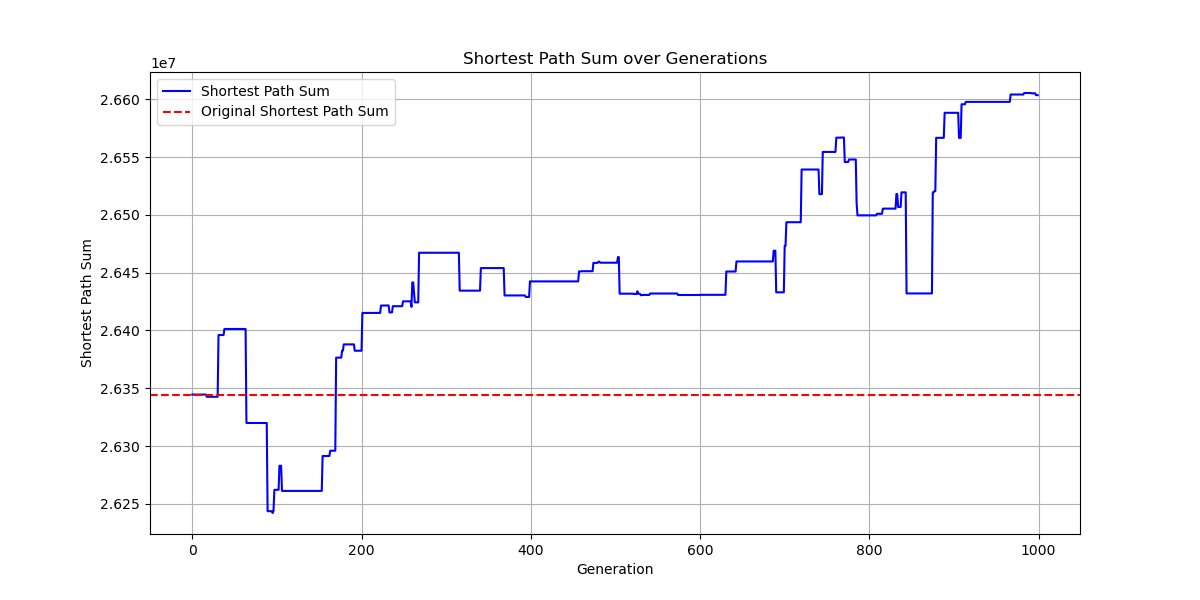 Shortest Path Sum over Generations
1e7
Shortest Path Sum
Original Shortest Path Sum
2.660
2.655
2.650
2.645
2.640
2.635
2.630
2.625
Shortest Path Sum
0 200 400 600 800 1000
Generation